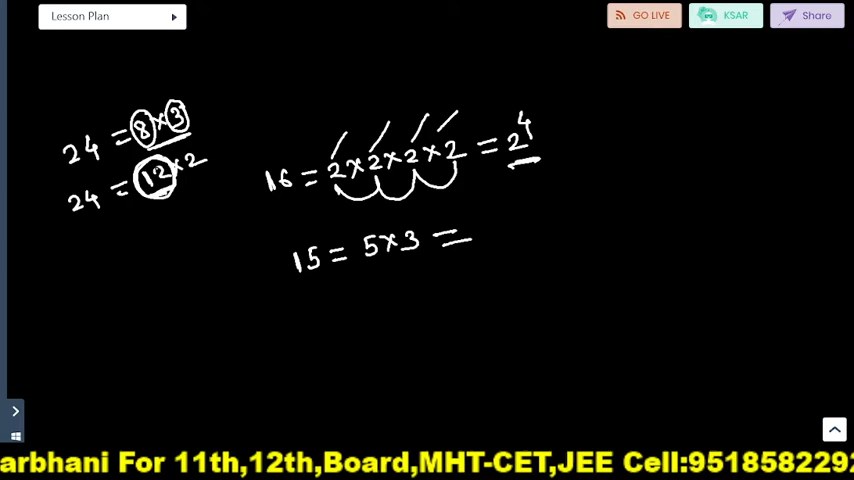 Lesson Plan
GO LIVE
KSAR
Share
24 = 8 × 3
24 = 12 × 2
16 = 2 × 2 × 2 × 2 = 2⁴
15 = 5 × 3 =
arbhani For 11th,12th,Board,MHT-CET,JEE Cell:9518585292